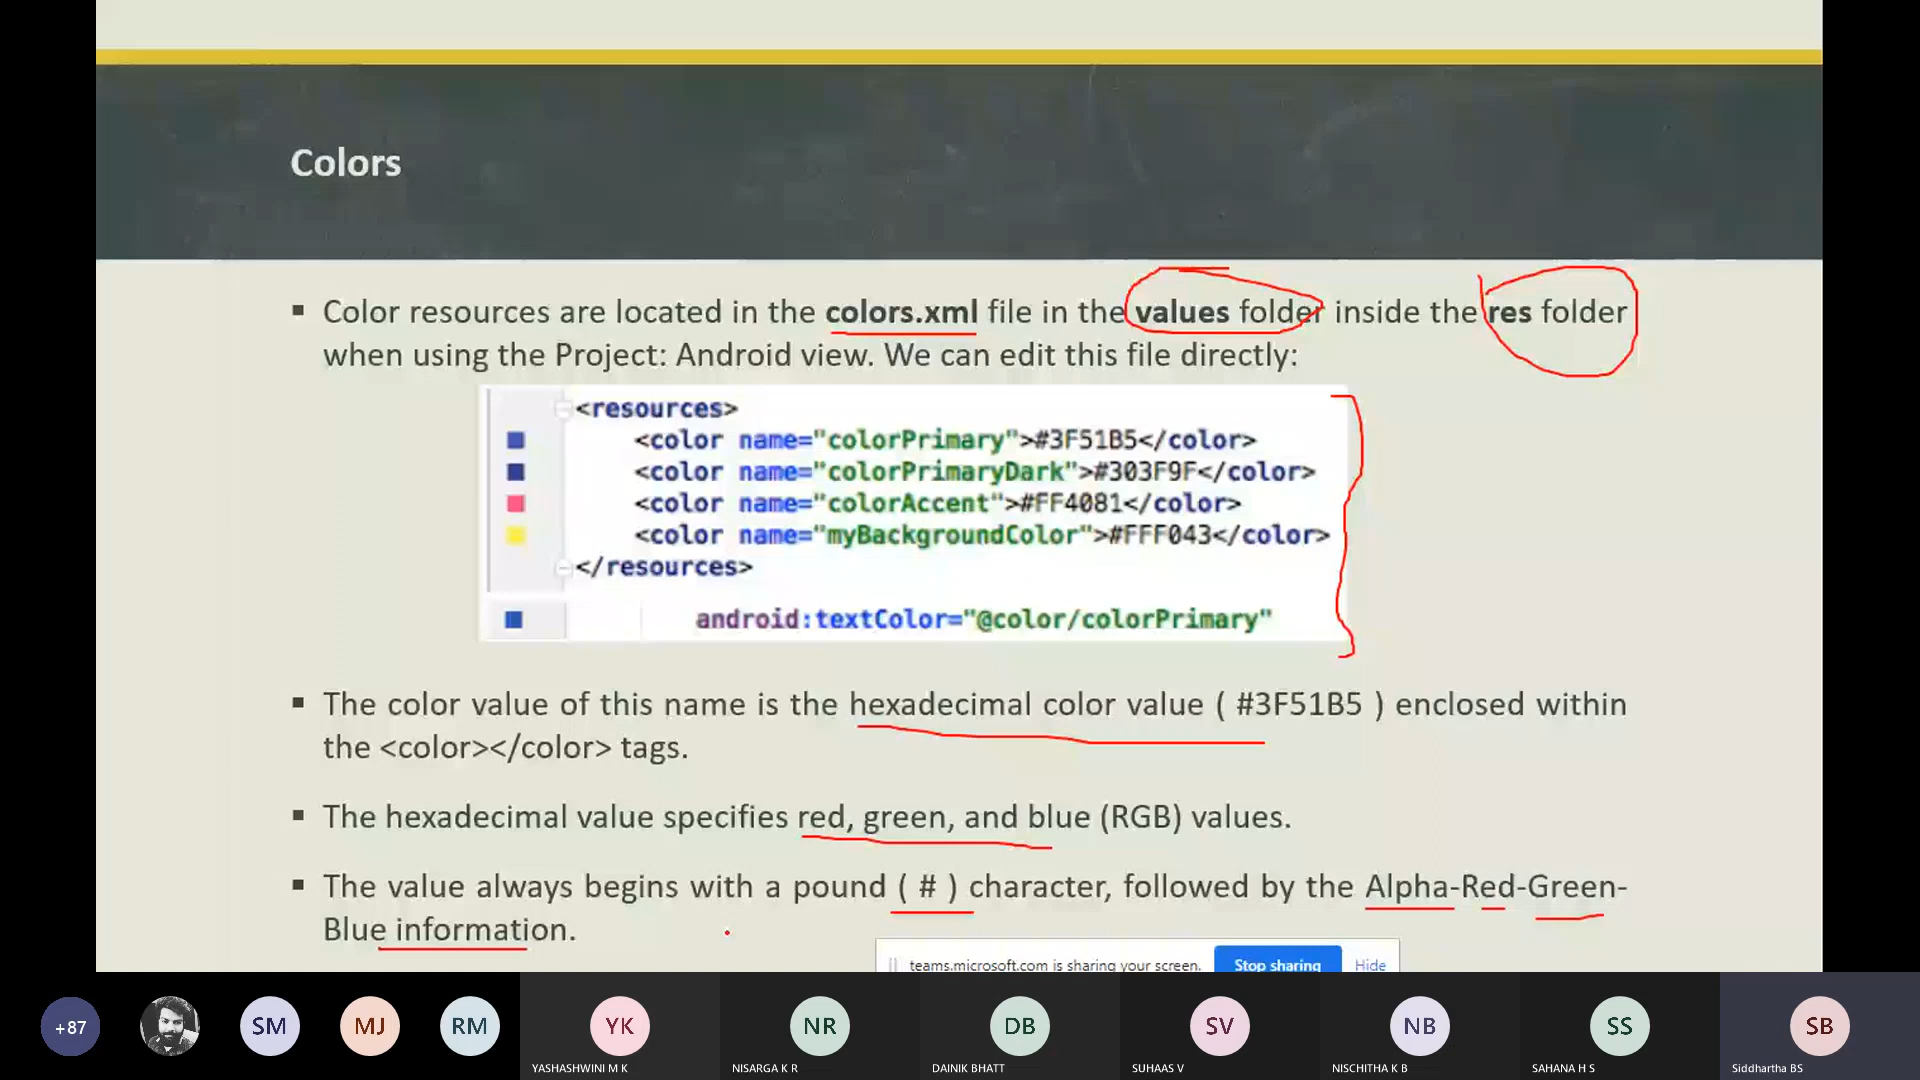 Colors
▪ Color resources are located in the colors.xml file in the values folder inside the res folder
when using the Project: Android view. We can edit this file directly:
<resources>
<color name="colorPrimary">#3F51B5</color>
<color name="colorPrimaryDark">#303F9F</color>
<color name="colorAccent">#FF4081</color>
<color name="myBackgroundColor">#FFF043</color>
</resources>
android:textColor="@color/colorPrimary"
▪ The color value of this name is the hexadecimal color value ( #3F51B5 ) enclosed within
the <color></color> tags.
▪ The hexadecimal value specifies red, green, and blue (RGB) values.
▪ The value always begins with a pound ( # ) character, followed by the Alpha-Red-Green-
Blue information.
teams.microsoft.com is sharing your screen. Stop sharing Hide
+87 SM MJ RM YK NR DB SV NB SS SB
YASHASHWINI M K NISARGA K R DAINIK BHATT SUHAAS V NISCHITHA K B SAHANA H S Siddhartha BS